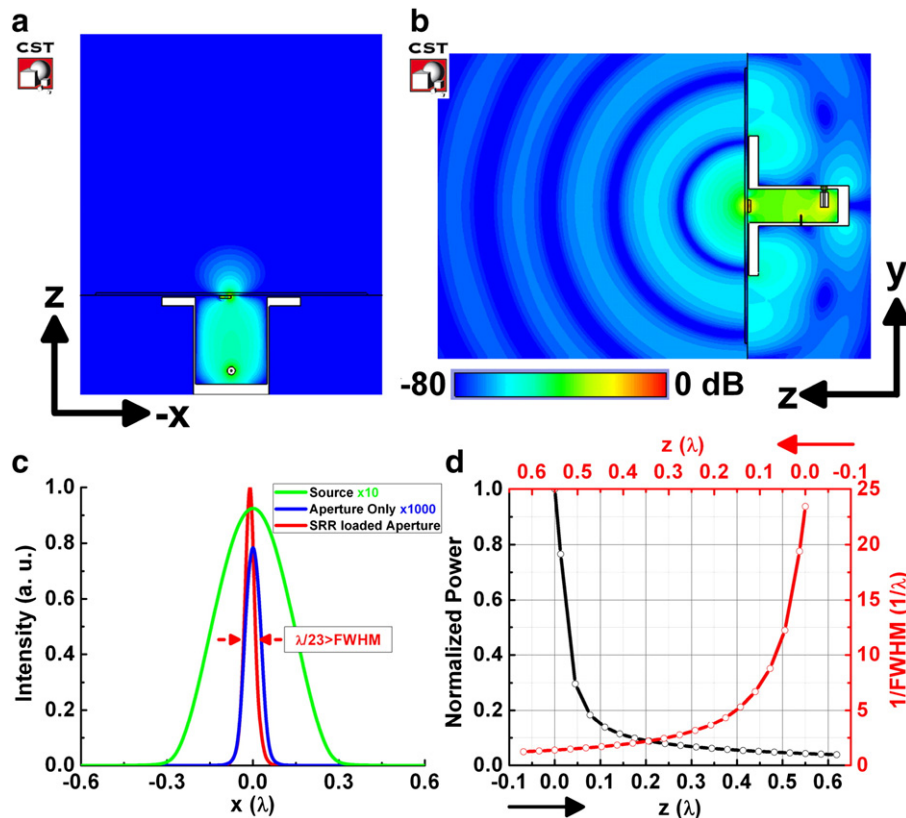 a
CST
z
-x
b
CST
y
z
-80
0 dB
c
Intensity (a. u.)
1.0
0.8
0.6
0.4
0.2
0.0
Source x10
Aperture Only x1000
SRR loaded Aperture
λ/23>FWHM
-0.6
-0.3
0.0
0.3
0.6
x (λ)
d
z (λ)
0.6 0.5 0.4 0.3 0.2 0.1 0.0 -0.1
Normalized Power
1.0
0.8
0.6
0.4
0.2
0.0
25
20
15
10
5
0
1/FWHM (1/λ)
-0.1 0.0 0.1 0.2 0.3 0.4 0.5 0.6
z (λ)